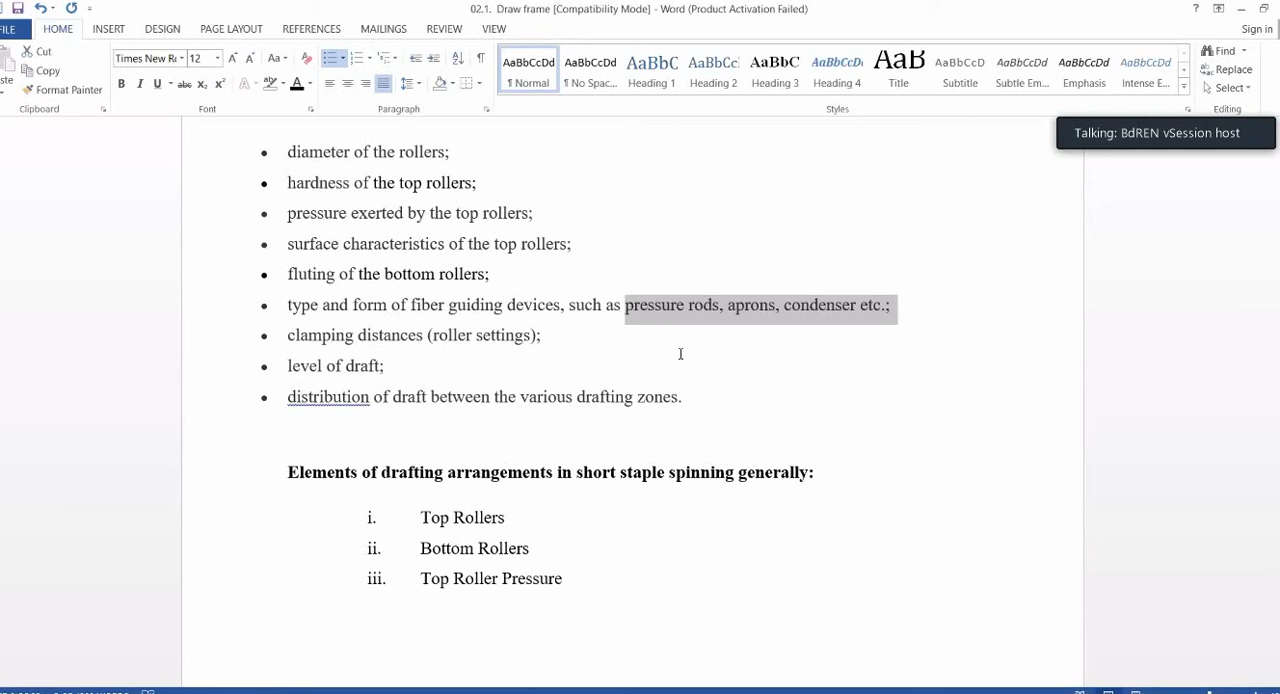 02.1. Draw frame [Compatibility Mode] - Word (Product Activation Failed)
FILE HOME INSERT DESIGN PAGE LAYOUT REFERENCES MAILINGS REVIEW VIEW Sign in
Cut
Copy
Format Painter
Clipboard
Times New Ro 12 Aa
B I U abc X₂ X² A A
Font
Paragraph
AaBbCcDd AaBbCcDd AaBbC AaBbCc AaBbC AaBbCcDc AaB AaBbCcD AaBbCcDd AaBbCcDd AaBbCcDd
¶ Normal ¶ No Spac... Heading 1 Heading 2 Heading 3 Heading 4 Title Subtitle Subtle Em... Emphasis Intense E...
Styles
Find
Replace
Select
Editing
Talking: BdREN vSession host
• diameter of the rollers;
• hardness of the top rollers;
• pressure exerted by the top rollers;
• surface characteristics of the top rollers;
• fluting of the bottom rollers;
• type and form of fiber guiding devices, such as pressure rods, aprons, condenser etc.;
• clamping distances (roller settings);
• level of draft;
• distribution of draft between the various drafting zones.
Elements of drafting arrangements in short staple spinning generally:
i. Top Rollers
ii. Bottom Rollers
iii. Top Roller Pressure